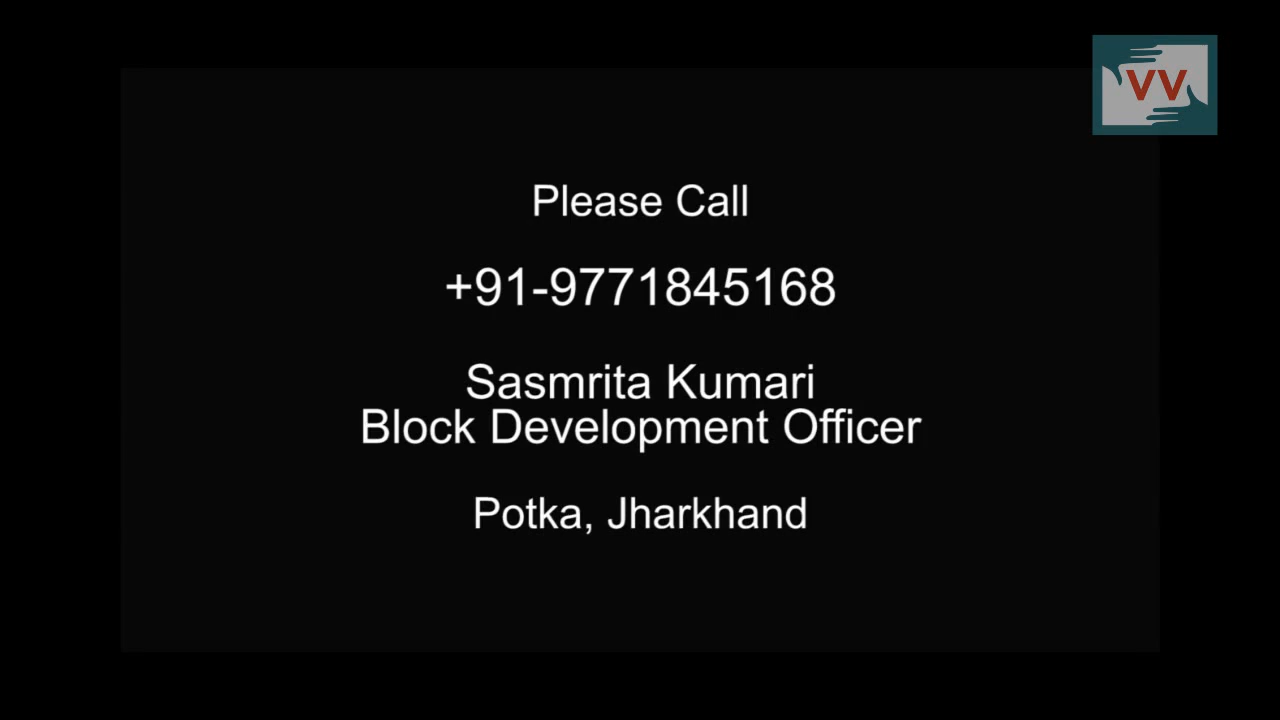 VV
Please Call
+91-9771845168
Sasmrita Kumari
Block Development Officer
Potka, Jharkhand